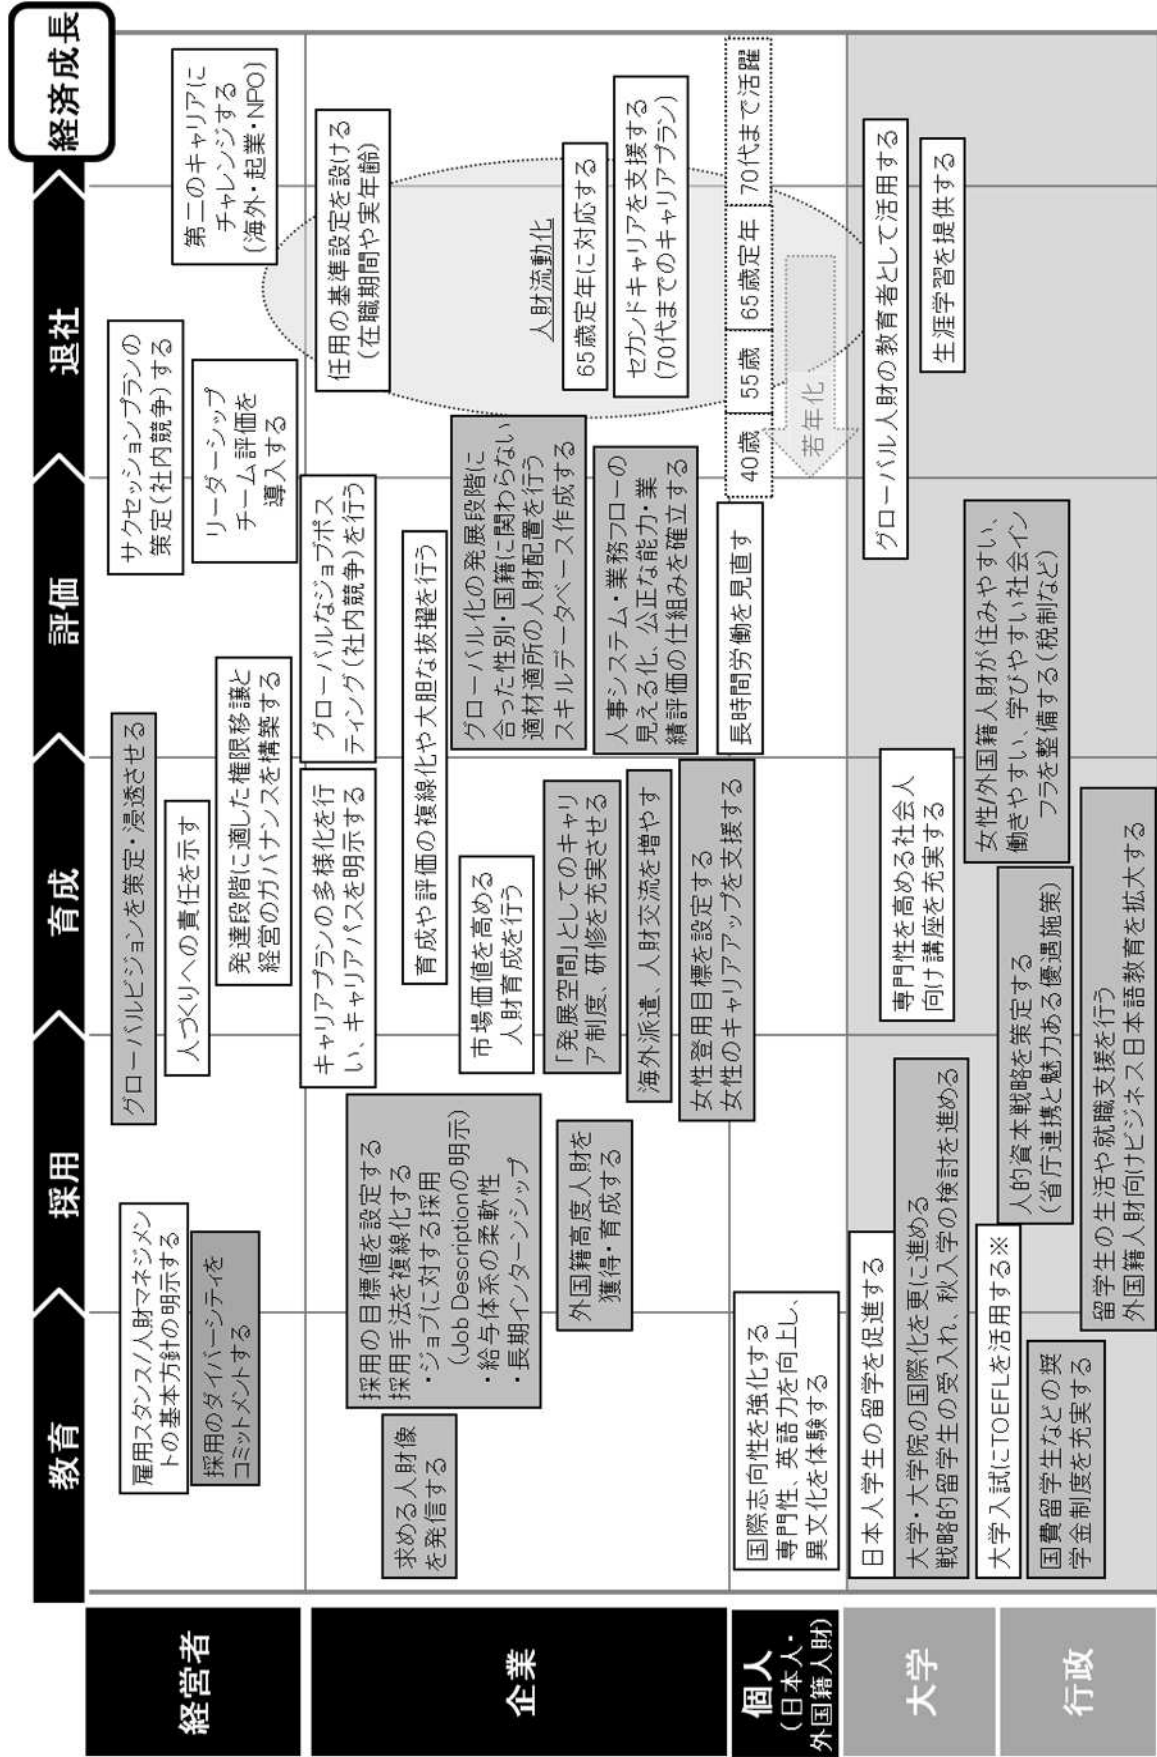 教育
採用
育成
評価
退社
経済成長
経営者
雇用スタンス/人財マネジメン
トの基本方針の明示する
採用のダイバーシティを
コミットメントする
グローバルビジョンを策定・浸透させる
人づくりへの責任を示す
発達段階に適した権限移譲と
経営のガバナンスを構築する
サクセッションプランの
策定(社内競争)する
リーダーシップ
チーム評価を
導入する
第二のキャリアに
チャレンジする
(海外・起業・NPO)
企業
求める人財像
を発信する
採用の目標値を設定する
採用手法を複線化する
・ジョブに対する採用
(Job Descriptionの明示)
・給与体系の柔軟性
・長期インターンシップ
外国籍高度人財を
獲得・育成する
キャリアプランの多様化を行
い、キャリアパスを明示する
グローバルなジョブポス
ティング(社内競争)を行う
育成や評価の複線化や大胆な抜擢を行う
市場価値を高める
人財育成を行う
「発展空間」としてのキャリ
ア制度、研修を充実させる
海外派遣、人財交流を増やす
女性登用目標を設定する
女性のキャリアアップを支援する
グローバル化の発展段階に
合った性別・国籍に関わらない
適材適所の人財配置を行う
スキルデータベース作成する
人事システム・業務フローの
見える化、公正な能力・業
績評価の仕組みを確立する
任用の基準設定を設ける
(在職期間や実年齢)
人財流動化
65歳定年に対応する
セカンドキャリアを支援する
(70代までのキャリアプラン)
個人
(日本人・
外国籍人財)
国際志向性を強化する
専門性、英語力を向上し、
異文化を体験する
長時間労働を見直す
40歳
55歳
65歳定年
70代まで活躍
若年化
大学
日本人学生の留学を促進する
大学・大学院の国際化を更に進める
戦略的留学生の受入れ、秋入学の検討を進める
大学入試にTOEFLを活用する※
専門性を高める社会人
向け講座を充実する
グローバル人財の教育者として活用する
生涯学習を提供する
行政
国費留学生などの奨
学金制度を充実する
人的資本戦略を策定する
(省庁連携と魅力ある優遇施策)
女性/外国籍人財が住みやすい、
働きやすい、学びやすい社会イン
フラを整備する(税制など)
留学生の生活や就職支援を行う
外国籍人財向けビジネス日本語教育を拡大する